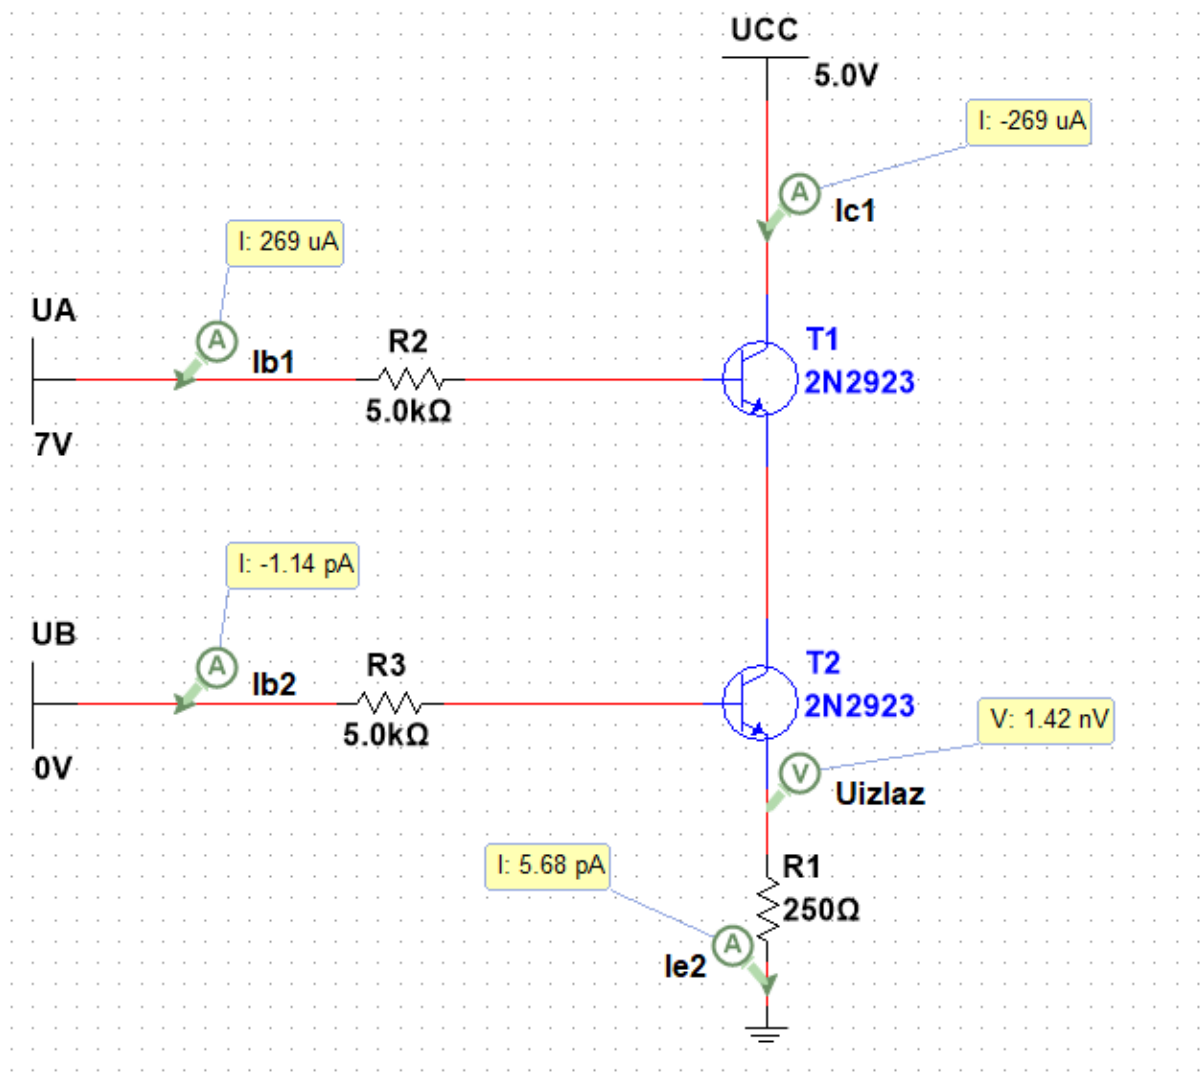 UCC
5.0V
I: -269 uA
A
Ic1
I: 269 uA
UA
A
Ib1
R2
5.0kΩ
7V
T1
2N2923
I: -1.14 pA
UB
A
Ib2
R3
5.0kΩ
0V
T2
2N2923
V: 1.42 nV
V
Uizlaz
I: 5.68 pA
R1
250Ω
A
Ie2